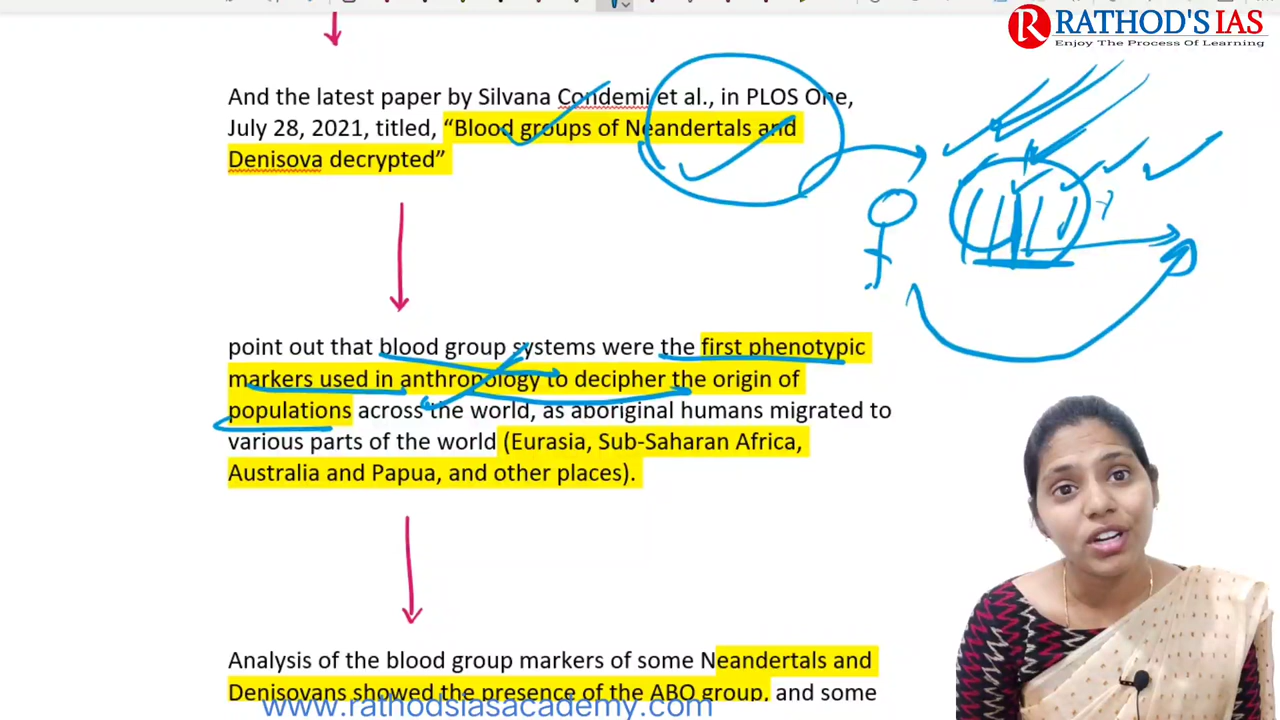 RATHOD'S IAS
Enjoy The Process Of Learning
And the latest paper by Silvana Condemi et al., in PLOS One,
July 28, 2021, titled, “Blood groups of Neandertals and
Denisova decrypted”
point out that blood group systems were the first phenotypic
markers used in anthropology to decipher the origin of
populations across the world, as aboriginal humans migrated to
various parts of the world (Eurasia, Sub-Saharan Africa,
Australia and Papua, and other places).
Analysis of the blood group markers of some Neandertals and
Denisovans showed the presence of the ABO group, and some
www.rathodsiasacademy.com